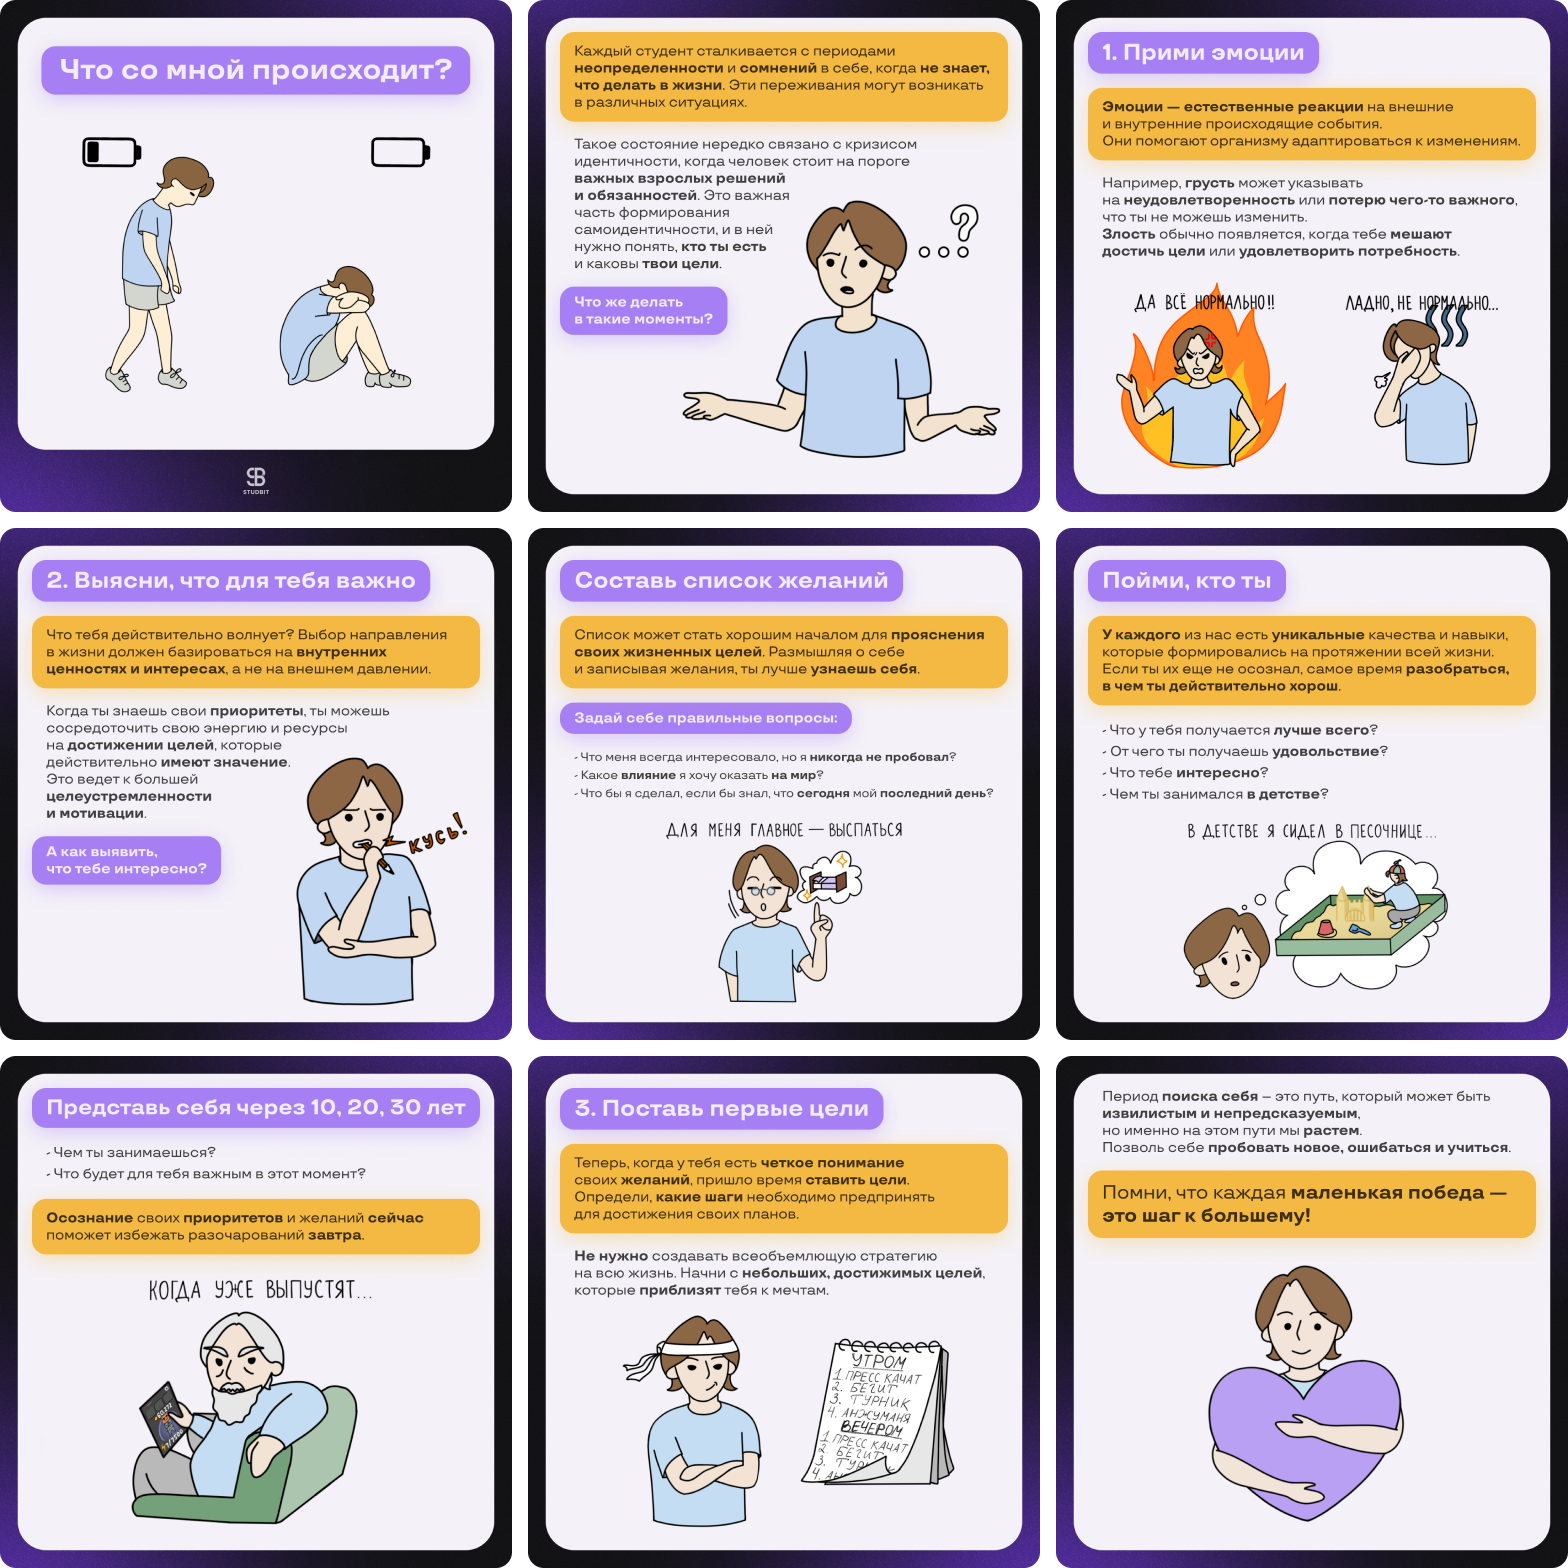 Что со мной происходит?
SB
STUDBIT
Каждый студент сталкивается с периодами
неопределенности и сомнений в себе, когда не знает,
что делать в жизни. Эти переживания могут возникать
в различных ситуациях.
Такое состояние нередко связано с кризисом
идентичности, когда человек стоит на пороге
важных взрослых решений
и обязанностей. Это важная
часть формирования
самоидентичности, и в ней
нужно понять, кто ты есть
и каковы твои цели.
Что же делать
в такие моменты?
...?
1. Прими эмоции
Эмоции — естественные реакции на внешние
и внутренние происходящие события.
Они помогают организму адаптироваться к изменениям.
Например, грусть может указывать
на неудовлетворенность или потерю чего-то важного,
что ты не можешь изменить.
Злость обычно появляется, когда тебе мешают
достичь цели или удовлетворить потребность.
ДА ВСЁ НОРМАЛЬНО!!
ЛАДНО, НЕ НОРМАЛЬНО...
2. Выясни, что для тебя важно
Что тебя действительно волнует? Выбор направления
в жизни должен базироваться на внутренних
ценностях и интересах, а не на внешнем давлении.
Когда ты знаешь свои приоритеты, ты можешь
сосредоточить свою энергию и ресурсы
на достижении целей, которые
действительно имеют значение.
Это ведет к большей
целеустремленности
и мотивации.
КУСЬ!
А как выявить,
что тебе интересно?
Составь список желаний
Список может стать хорошим началом для прояснения
своих жизненных целей. Размышляя о себе
и записывая желания, ты лучше узнаешь себя.
Задай себе правильные вопросы:
- Что меня всегда интересовало, но я никогда не пробовал?
- Какое влияние я хочу оказать на мир?
- Что бы я сделал, если бы знал, что сегодня мой последний день?
ДЛЯ МЕНЯ ГЛАВНОЕ — ВЫСПАТЬСЯ
Пойми, кто ты
У каждого из нас есть уникальные качества и навыки,
которые формировались на протяжении всей жизни.
Если ты их еще не осознал, самое время разобраться,
в чем ты действительно хорош.
- Что у тебя получается лучше всего?
- От чего ты получаешь удовольствие?
- Что тебе интересно?
- Чем ты занимался в детстве?
В ДЕТСТВЕ Я СИДЕЛ В ПЕСОЧНИЦЕ...
Представь себя через 10, 20, 30 лет
- Чем ты занимаешься?
- Что будет для тебя важным в этот момент?
Осознание своих приоритетов и желаний сейчас
поможет избежать разочарований завтра.
КОГДА УЖЕ ВЫПУСТЯТ...
3. Поставь первые цели
Теперь, когда у тебя есть четкое понимание
своих желаний, пришло время ставить цели.
Определи, какие шаги необходимо предпринять
для достижения своих планов.
Не нужно создавать всеобъемлющую стратегию
на всю жизнь. Начни с небольших, достижимых целей,
которые приблизят тебя к мечтам.
УТРОМ
1. ПРЕСС КАЧАТ
2. БЕГИТ
3. ТУРНИК
4. АНЖУМАНЯ
ВЕЧЕРОМ
1. ПРЕСС КАЧАТ
2. БЕГИТ
3. ТУР
4.
Период поиска себя — это путь, который может быть
извилистым и непредсказуемым,
но именно на этом пути мы растем.
Позволь себе пробовать новое, ошибаться и учиться.
Помни, что каждая маленькая победа —
это шаг к большему!